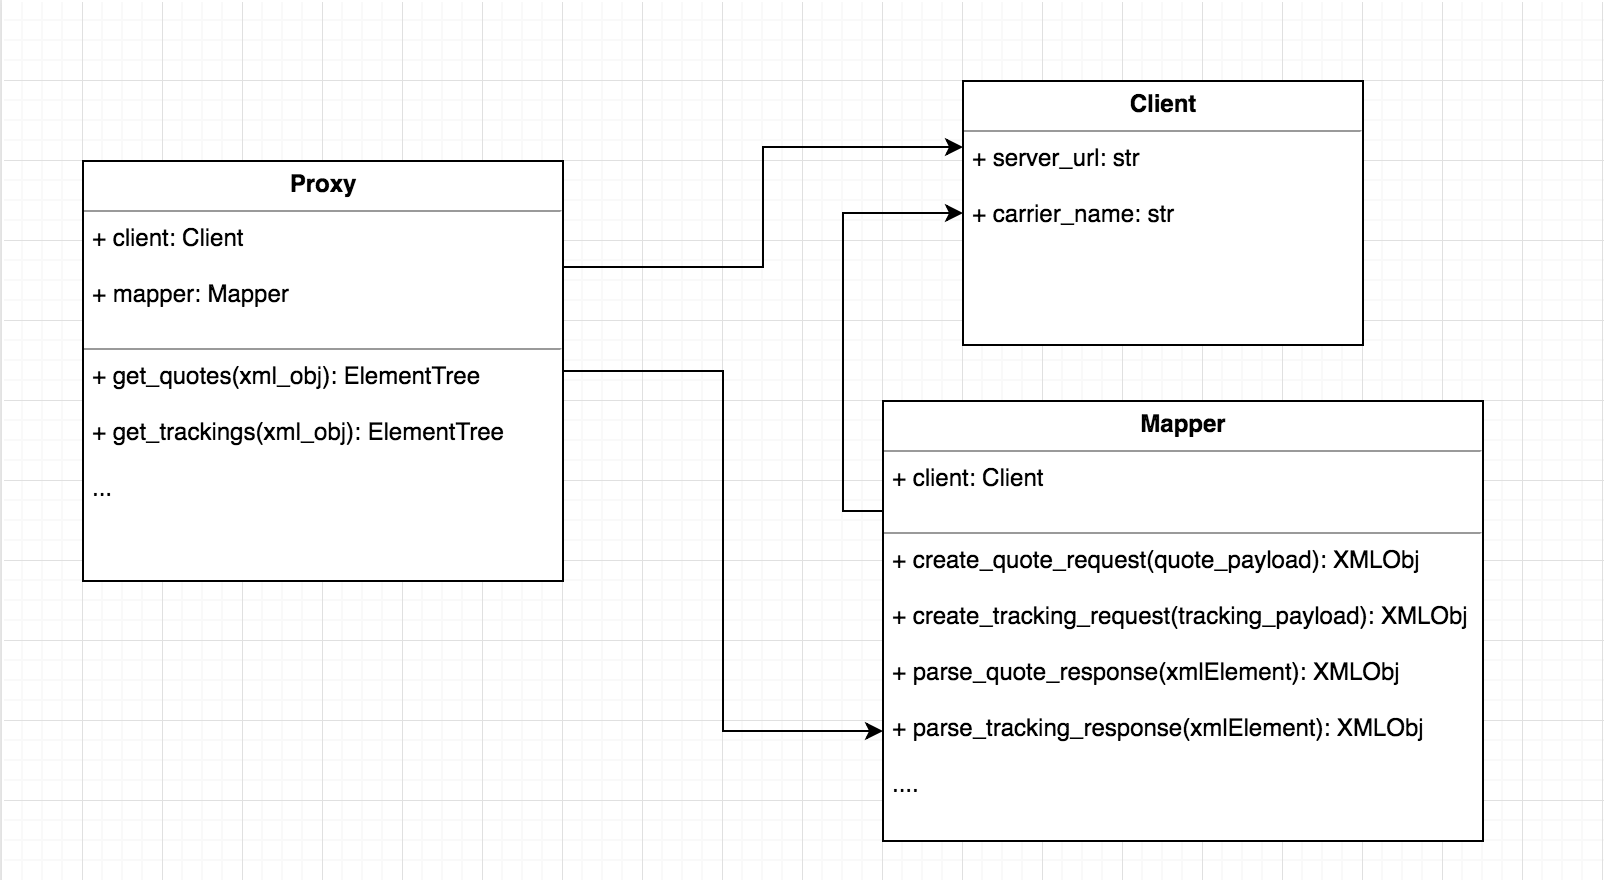 Proxy
+ client: Client
+ mapper: Mapper
+ get_quotes(xml_obj): ElementTree
+ get_trackings(xml_obj): ElementTree
...
Client
+ server_url: str
+ carrier_name: str
Mapper
+ client: Client
+ create_quote_request(quote_payload): XMLObj
+ create_tracking_request(tracking_payload): XMLObj
+ parse_quote_response(xmlElement): XMLObj
+ parse_tracking_response(xmlElement): XMLObj
....